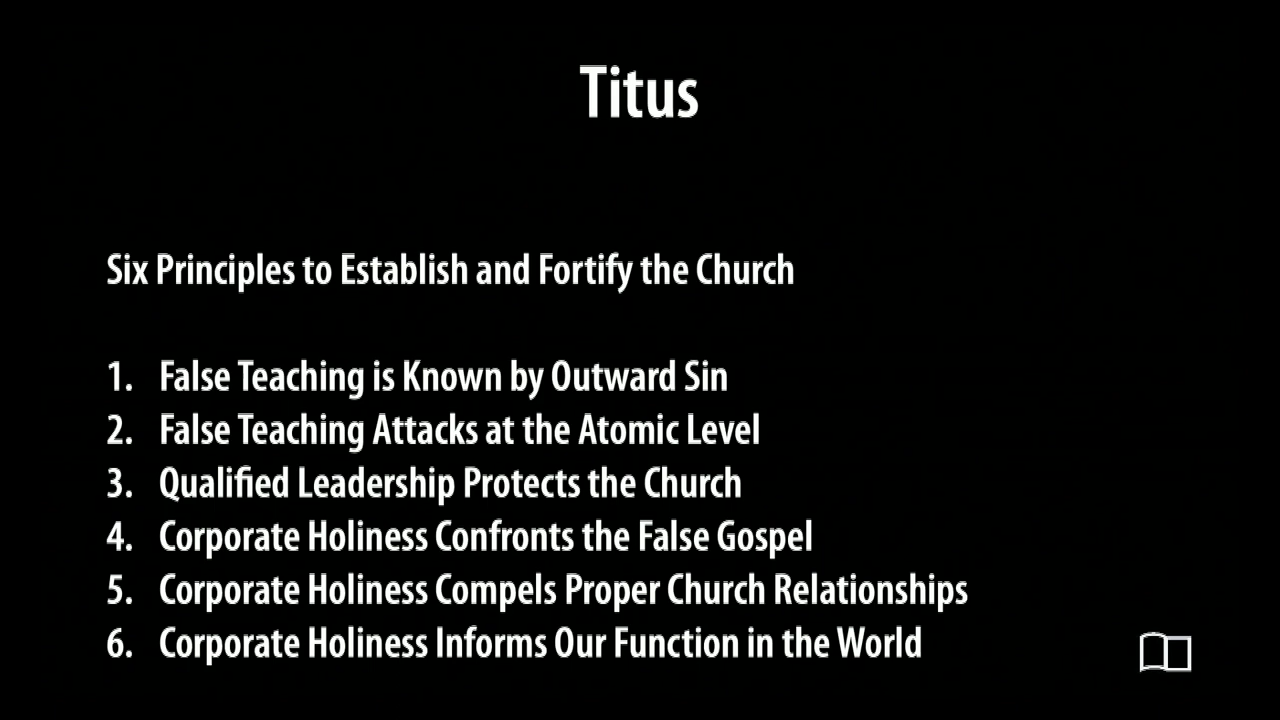 Titus
Six Principles to Establish and Fortify the Church
1. False Teaching is Known by Outward Sin
2. False Teaching Attacks at the Atomic Level
3. Qualified Leadership Protects the Church
4. Corporate Holiness Confronts the False Gospel
5. Corporate Holiness Compels Proper Church Relationships
6. Corporate Holiness Informs Our Function in the World